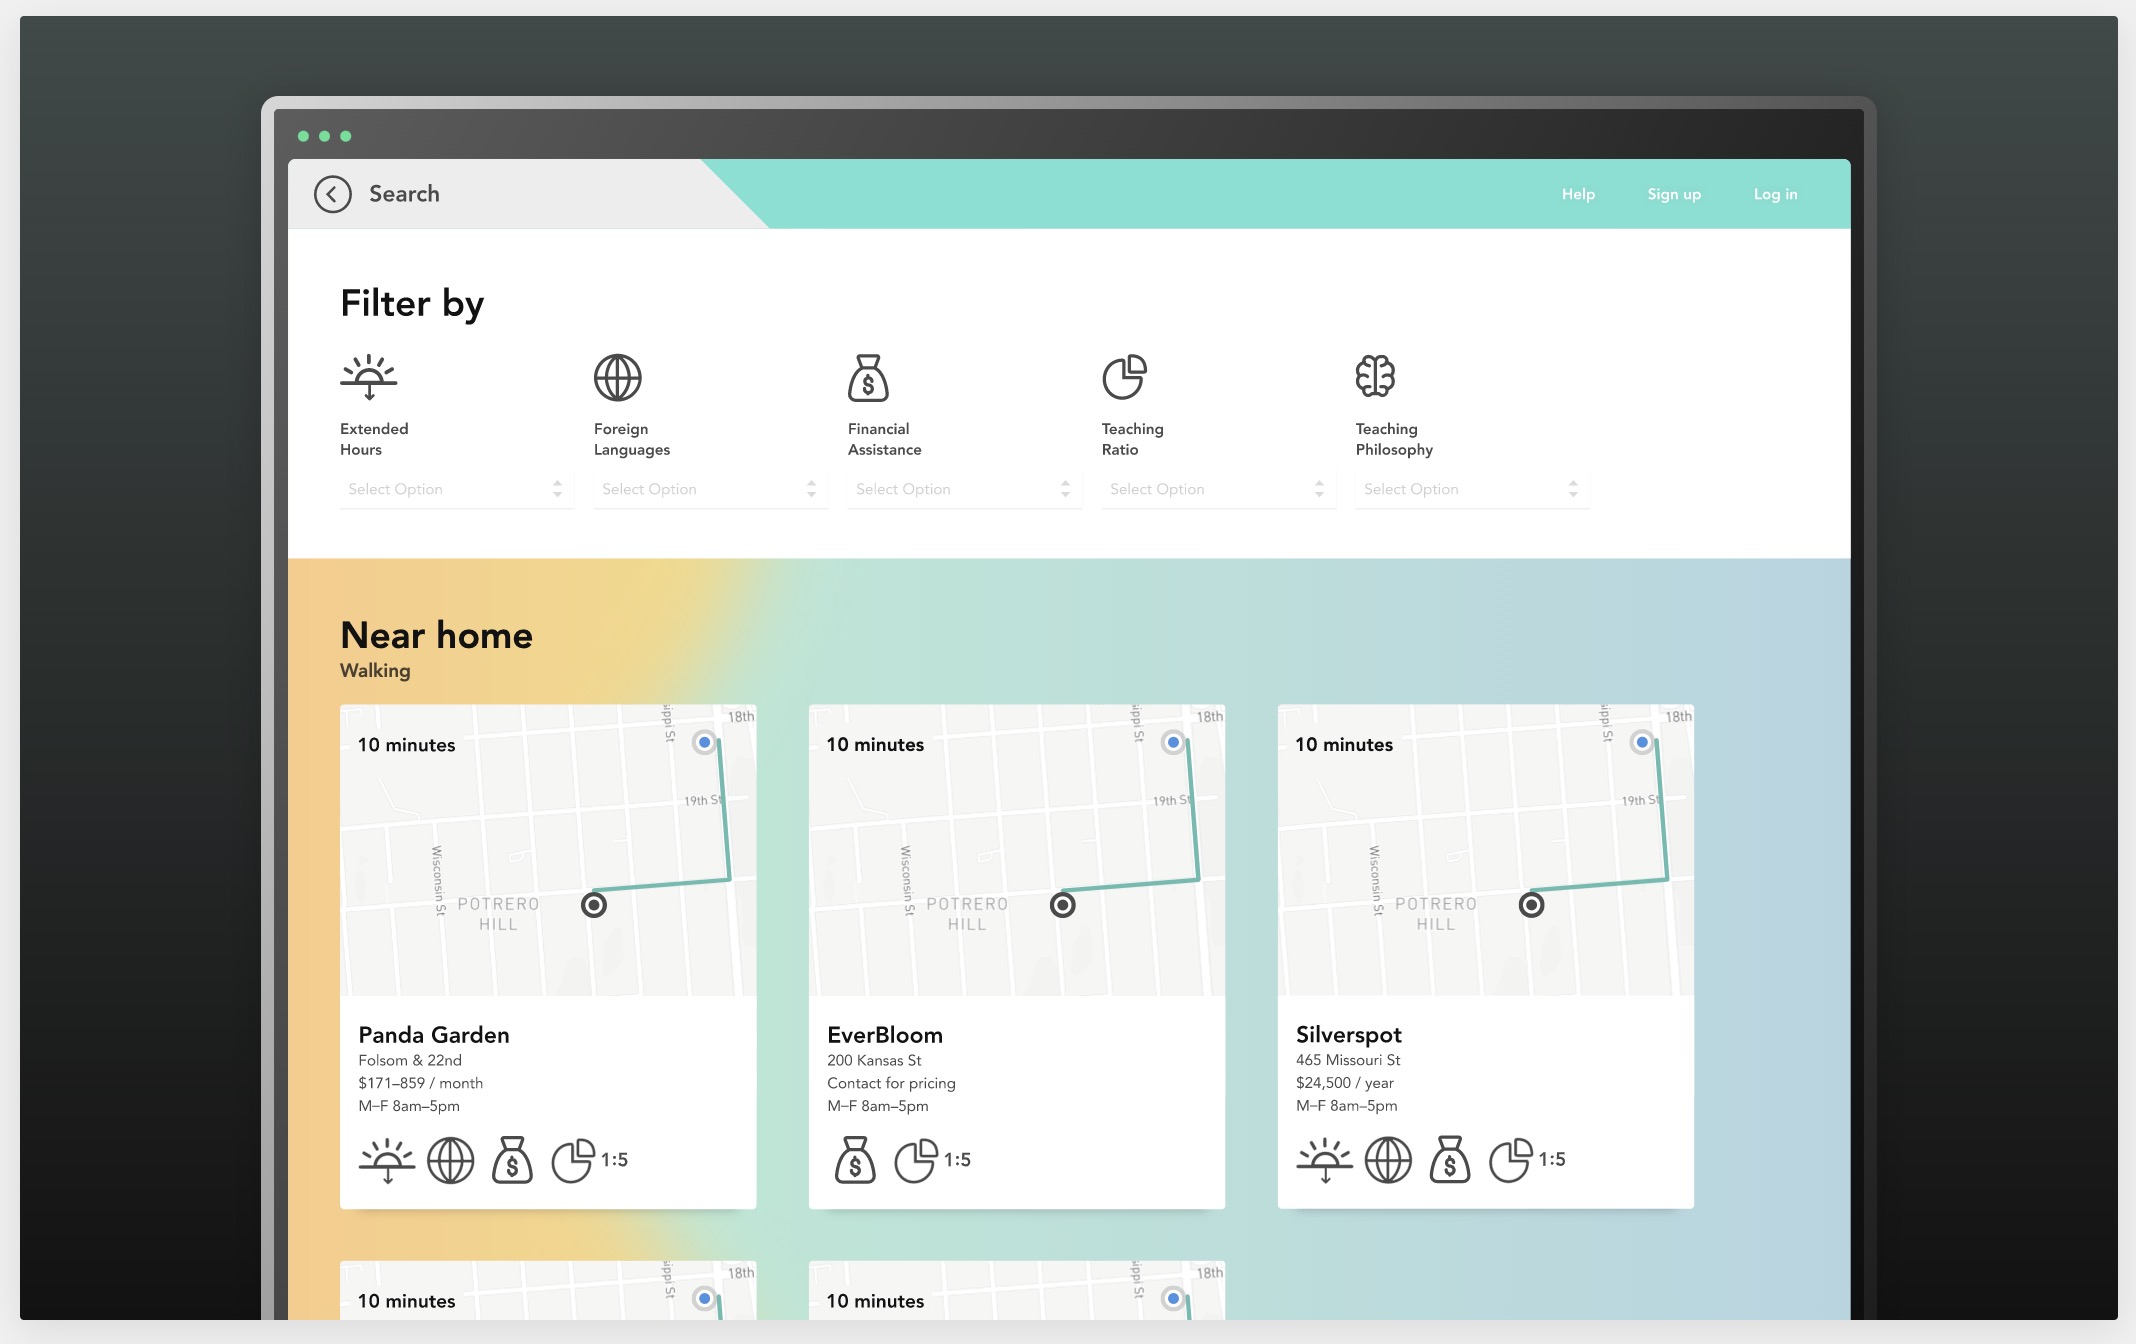 Search
Help
Sign up
Log in
Filter by
Extended
Hours
Foreign
Languages
Financial
Assistance
Teaching
Ratio
Teaching
Philosophy
Select Option
Select Option
Select Option
Select Option
Select Option
Near home
Walking
10 minutes
ippi St
18th
19th St
Wisconsin St
POTRERO
HILL
Panda Garden
Folsom & 22nd
$171–859 / month
M–F 8am–5pm
$
1:5
10 minutes
ippi St
18th
19th St
Wisconsin St
POTRERO
HILL
EverBloom
200 Kansas St
Contact for pricing
M–F 8am–5pm
$
1:5
10 minutes
ippi St
18th
19th St
Wisconsin St
POTRERO
HILL
Silverspot
465 Missouri St
$24,500 / year
M–F 8am–5pm
$
1:5
10 minutes
ippi St
18th
10 minutes
ippi St
18th